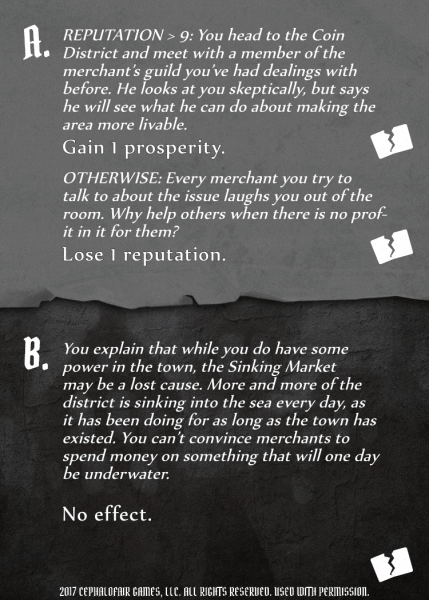 A. REPUTATION > 9: You head to the Coin
District and meet with a member of the
merchant's guild you've had dealings with
before. He looks at you skeptically, but says
he will see what he can do about making the
area more livable.
Gain 1 prosperity.
OTHERWISE: Every merchant you try to
talk to about the issue laughs you out of the
room. Why help others when there is no prof-
it in it for them?
Lose 1 reputation.
B. You explain that while you do have some
power in the town, the Sinking Market
may be a lost cause. More and more of the
district is sinking into the sea every day, as
it has been doing for as long as the town has
existed. You can't convince merchants to
spend money on something that will one day
be underwater.
No effect.
2017 CEPHALOFAIR GAMES, LLC. ALL RIGHTS RESERVED. USED WITH PERMISSION.